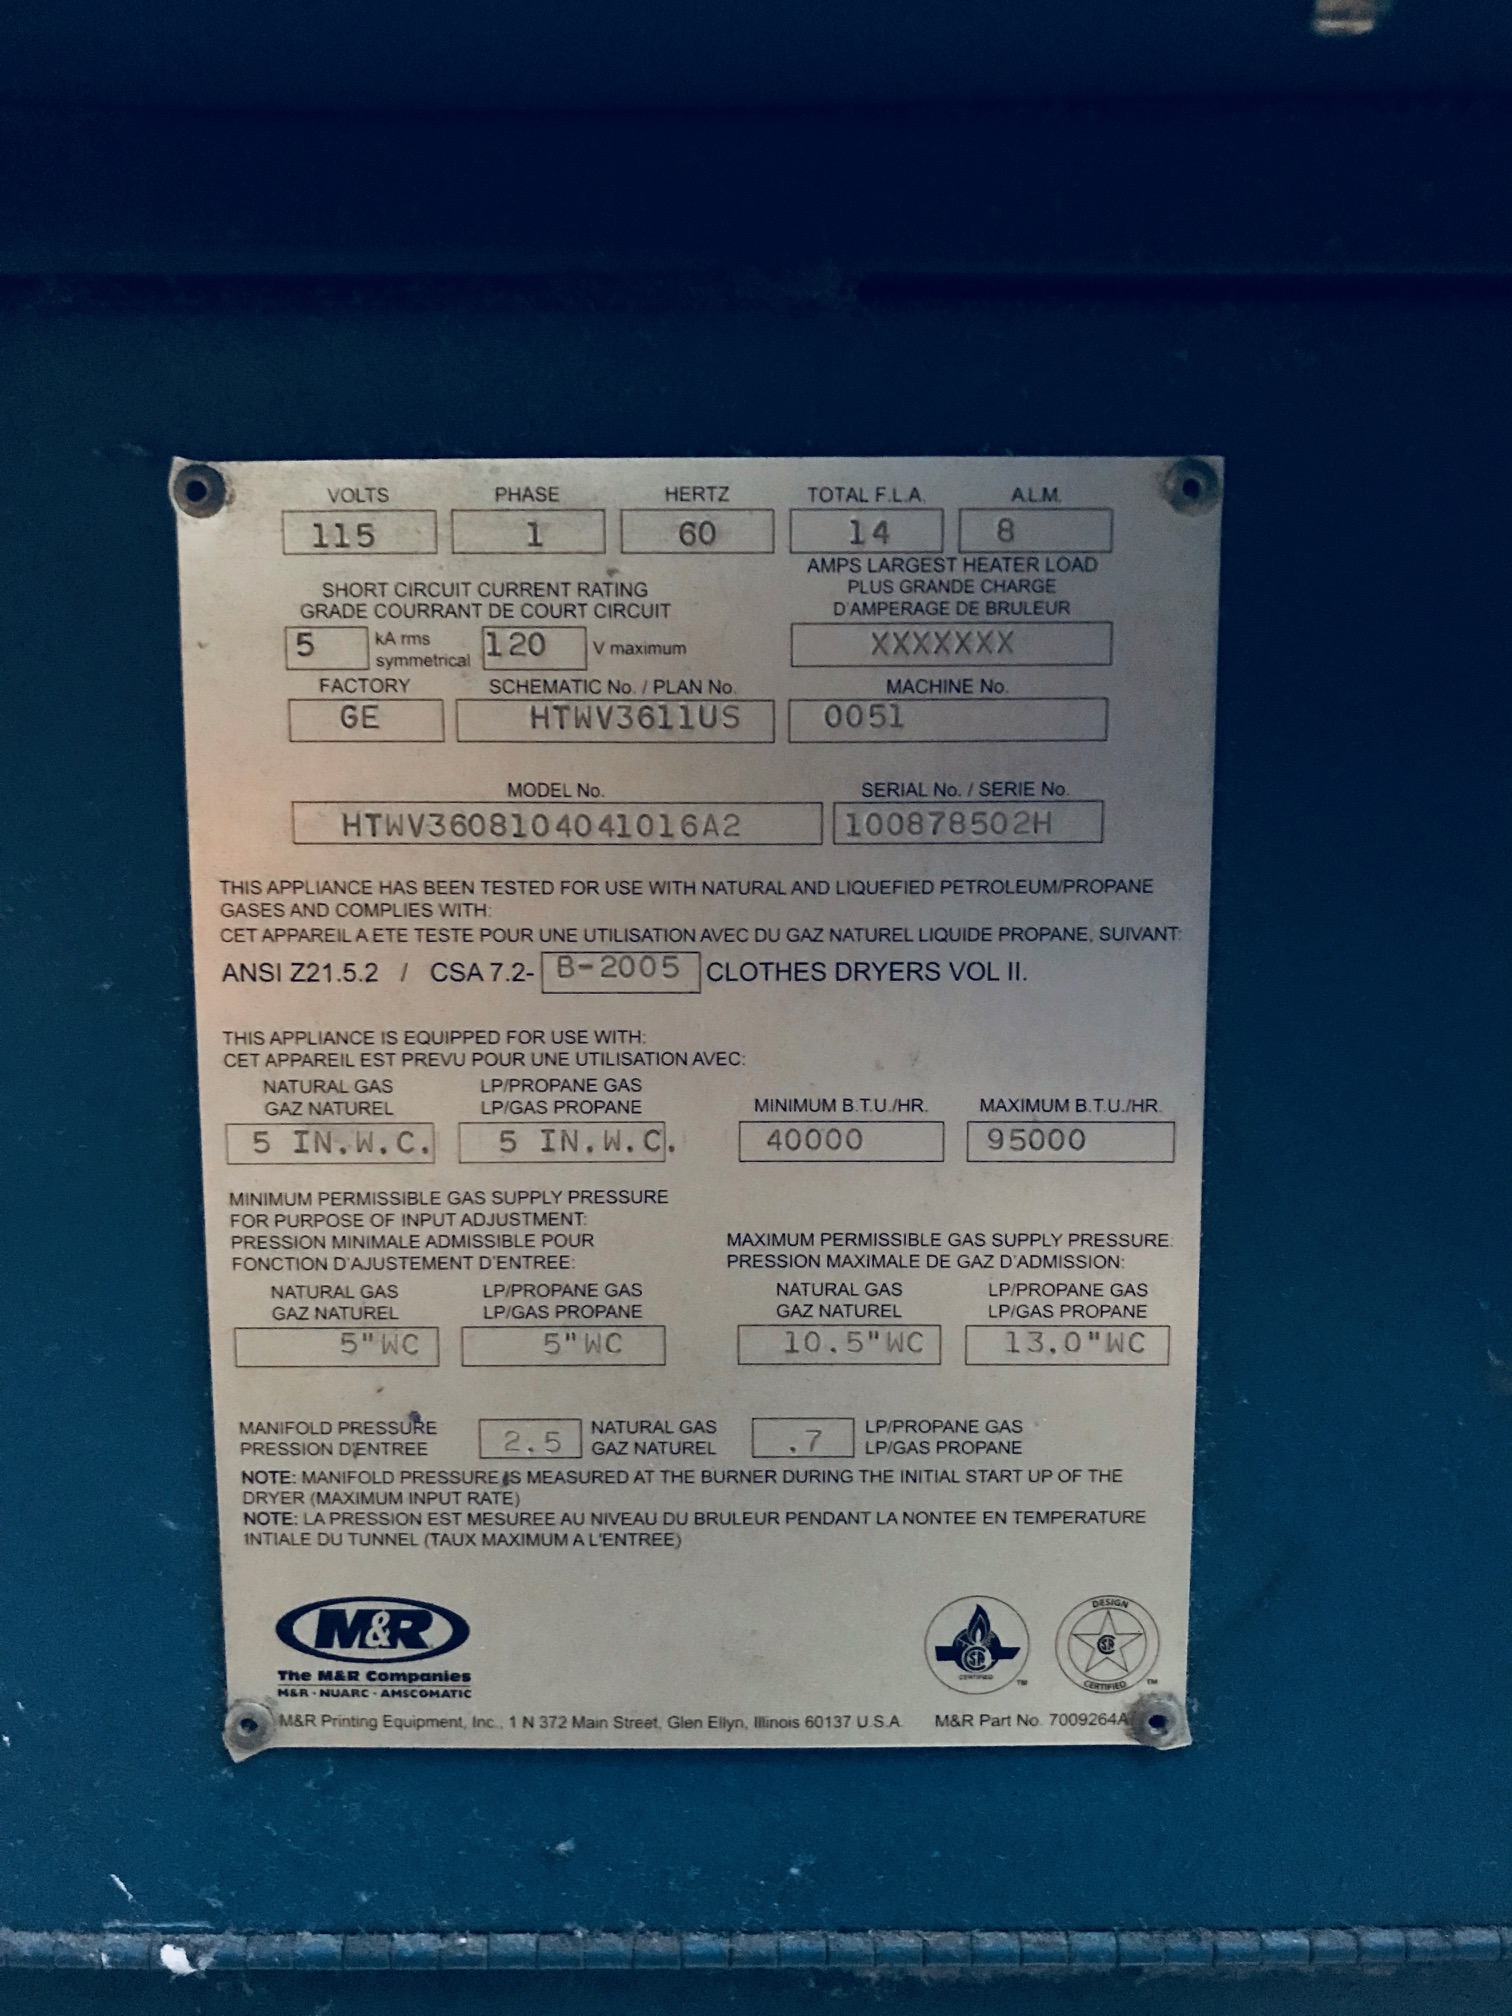 VOLTS PHASE HERTZ TOTAL F.L.A. A.L.M.
115 1 60 14 8
AMPS LARGEST HEATER LOAD
PLUS GRANDE CHARGE
D'AMPERAGE DE BRULEUR
XXXXXXX
SHORT CIRCUIT CURRENT RATING
GRADE COURRANT DE COURT CIRCUIT
5 kA rms symmetrical 120 V maximum
FACTORY SCHEMATIC No. / PLAN No. MACHINE No.
GE HTWV3611US 0051
MODEL No. SERIAL No. / SERIE No.
HTWV3608104041016A2 100878502H
THIS APPLIANCE HAS BEEN TESTED FOR USE WITH NATURAL AND LIQUEFIED PETROLEUM/PROPANE
GASES AND COMPLIES WITH:
CET APPAREIL A ETE TESTE POUR UNE UTILISATION AVEC DU GAZ NATUREL LIQUIDE PROPANE, SUIVANT:
ANSI Z21.5.2 / CSA 7.2- B-2005 CLOTHES DRYERS VOL II.
THIS APPLIANCE IS EQUIPPED FOR USE WITH:
CET APPAREIL EST PREVU POUR UNE UTILISATION AVEC:
NATURAL GAS LP/PROPANE GAS
GAZ NATUREL LP/GAS PROPANE MINIMUM B.T.U./HR. MAXIMUM B.T.U./HR.
5 IN.W.C. 5 IN.W.C. 40000 95000
MINIMUM PERMISSIBLE GAS SUPPLY PRESSURE
FOR PURPOSE OF INPUT ADJUSTMENT:
PRESSION MINIMALE ADMISSIBLE POUR
FONCTION D'AJUSTEMENT D'ENTREE:
MAXIMUM PERMISSIBLE GAS SUPPLY PRESSURE:
PRESSION MAXIMALE DE GAZ D'ADMISSION:
NATURAL GAS LP/PROPANE GAS NATURAL GAS LP/PROPANE GAS
GAZ NATUREL LP/GAS PROPANE GAZ NATUREL LP/GAS PROPANE
5"WC 5"WC 10.5"WC 13.0"WC
MANIFOLD PRESSURE 2.5 NATURAL GAS .7 LP/PROPANE GAS
PRESSION D'ENTREE GAZ NATUREL LP/GAS PROPANE
NOTE: MANIFOLD PRESSURE IS MEASURED AT THE BURNER DURING THE INITIAL START UP OF THE
DRYER (MAXIMUM INPUT RATE)
NOTE: LA PRESSION EST MESUREE AU NIVEAU DU BRULEUR PENDANT LA NONTEE EN TEMPERATURE
INTIALE DU TUNNEL (TAUX MAXIMUM A L'ENTREE)
M&R
The M&R Companies
M&R · NUARC · AMSCOMATIC
CSA CERTIFIED TM
DESIGN CSA CERTIFIED TM
M&R Printing Equipment, Inc., 1 N 372 Main Street, Glen Ellyn, Illinois 60137 U.S.A. M&R Part No. 7009264A